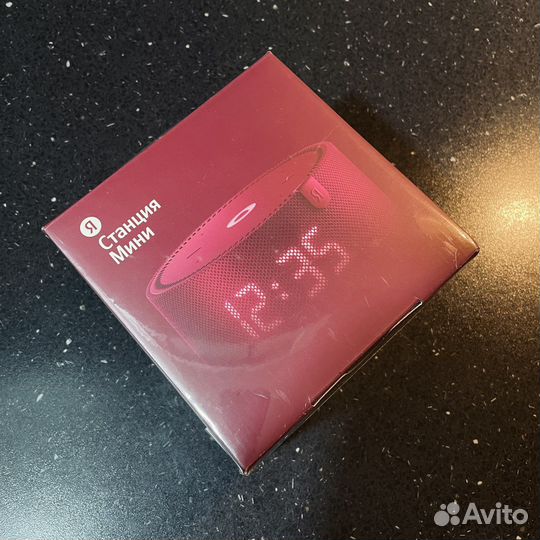 Я
Станция
Мини
12:35
Avito